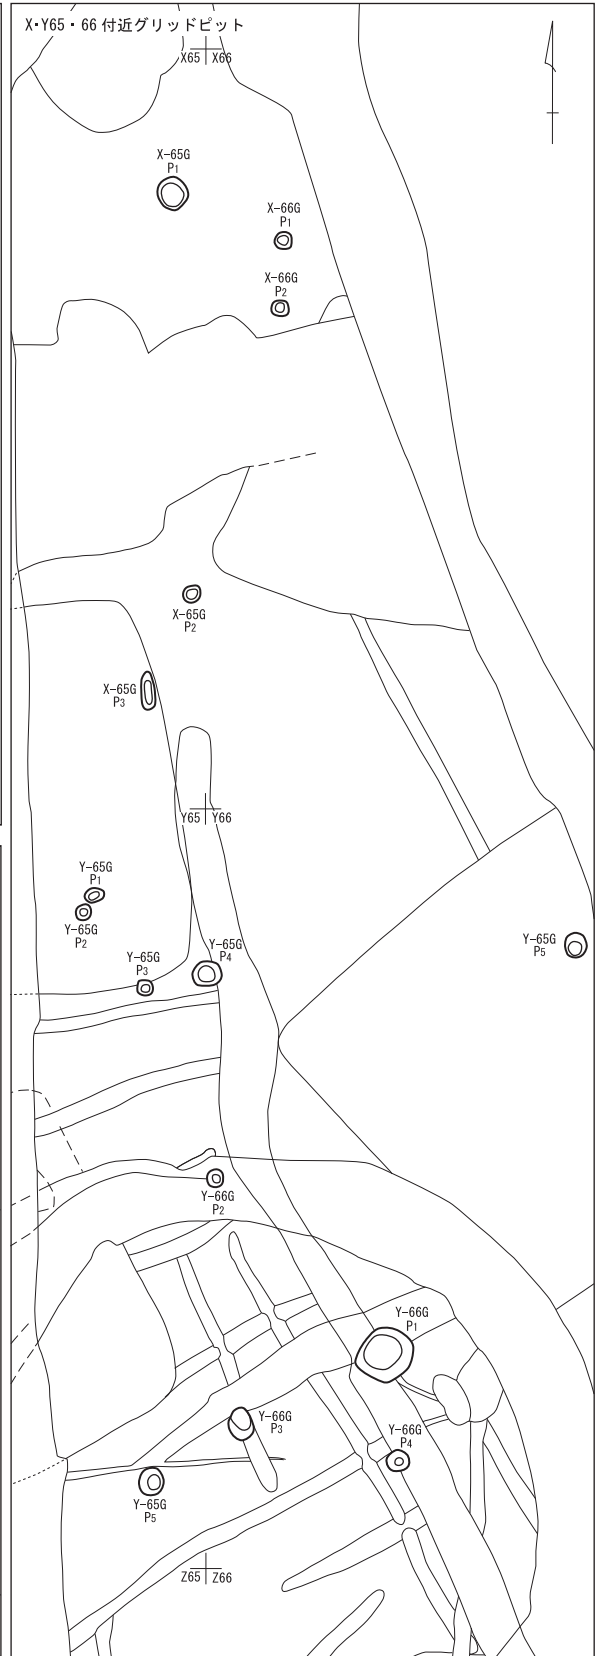 X・Y65・66 付近グリッドピット
X65 X66
X-65G
P1
X-66G
P1
X-66G
P2
X-65G
P2
X-65G
P3
Y65 Y66
Y-65G
P1
Y-65G
P2
Y-65G
P3
Y-65G
P4
Y-65G
P5
Y-66G
P2
Y-66G
P1
Y-66G
P3
Y-66G
P4
Y-65G
P5
Z65 Z66